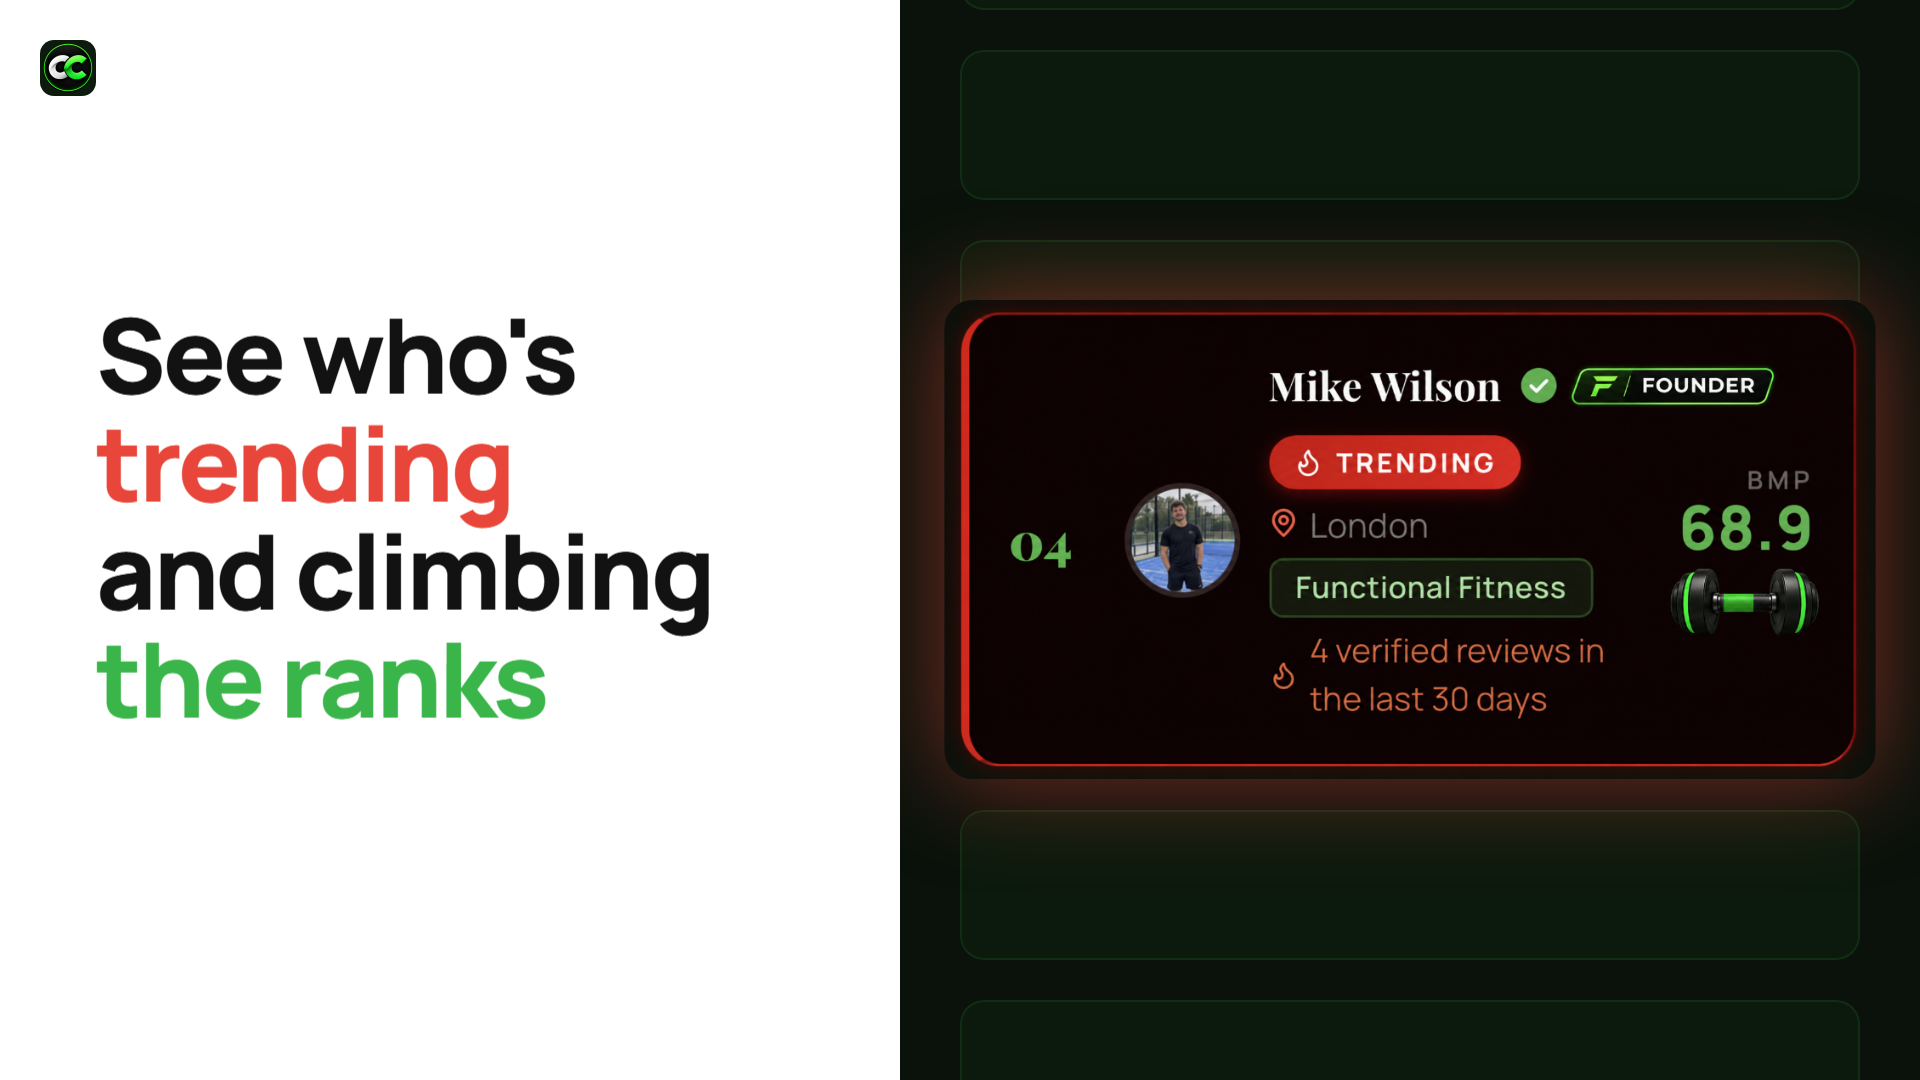 CC
See who's
trending
and climbing
the ranks
04
Mike Wilson
F / FOUNDER
TRENDING
London
Functional Fitness
4 verified reviews in
the last 30 days
BMP
68.9